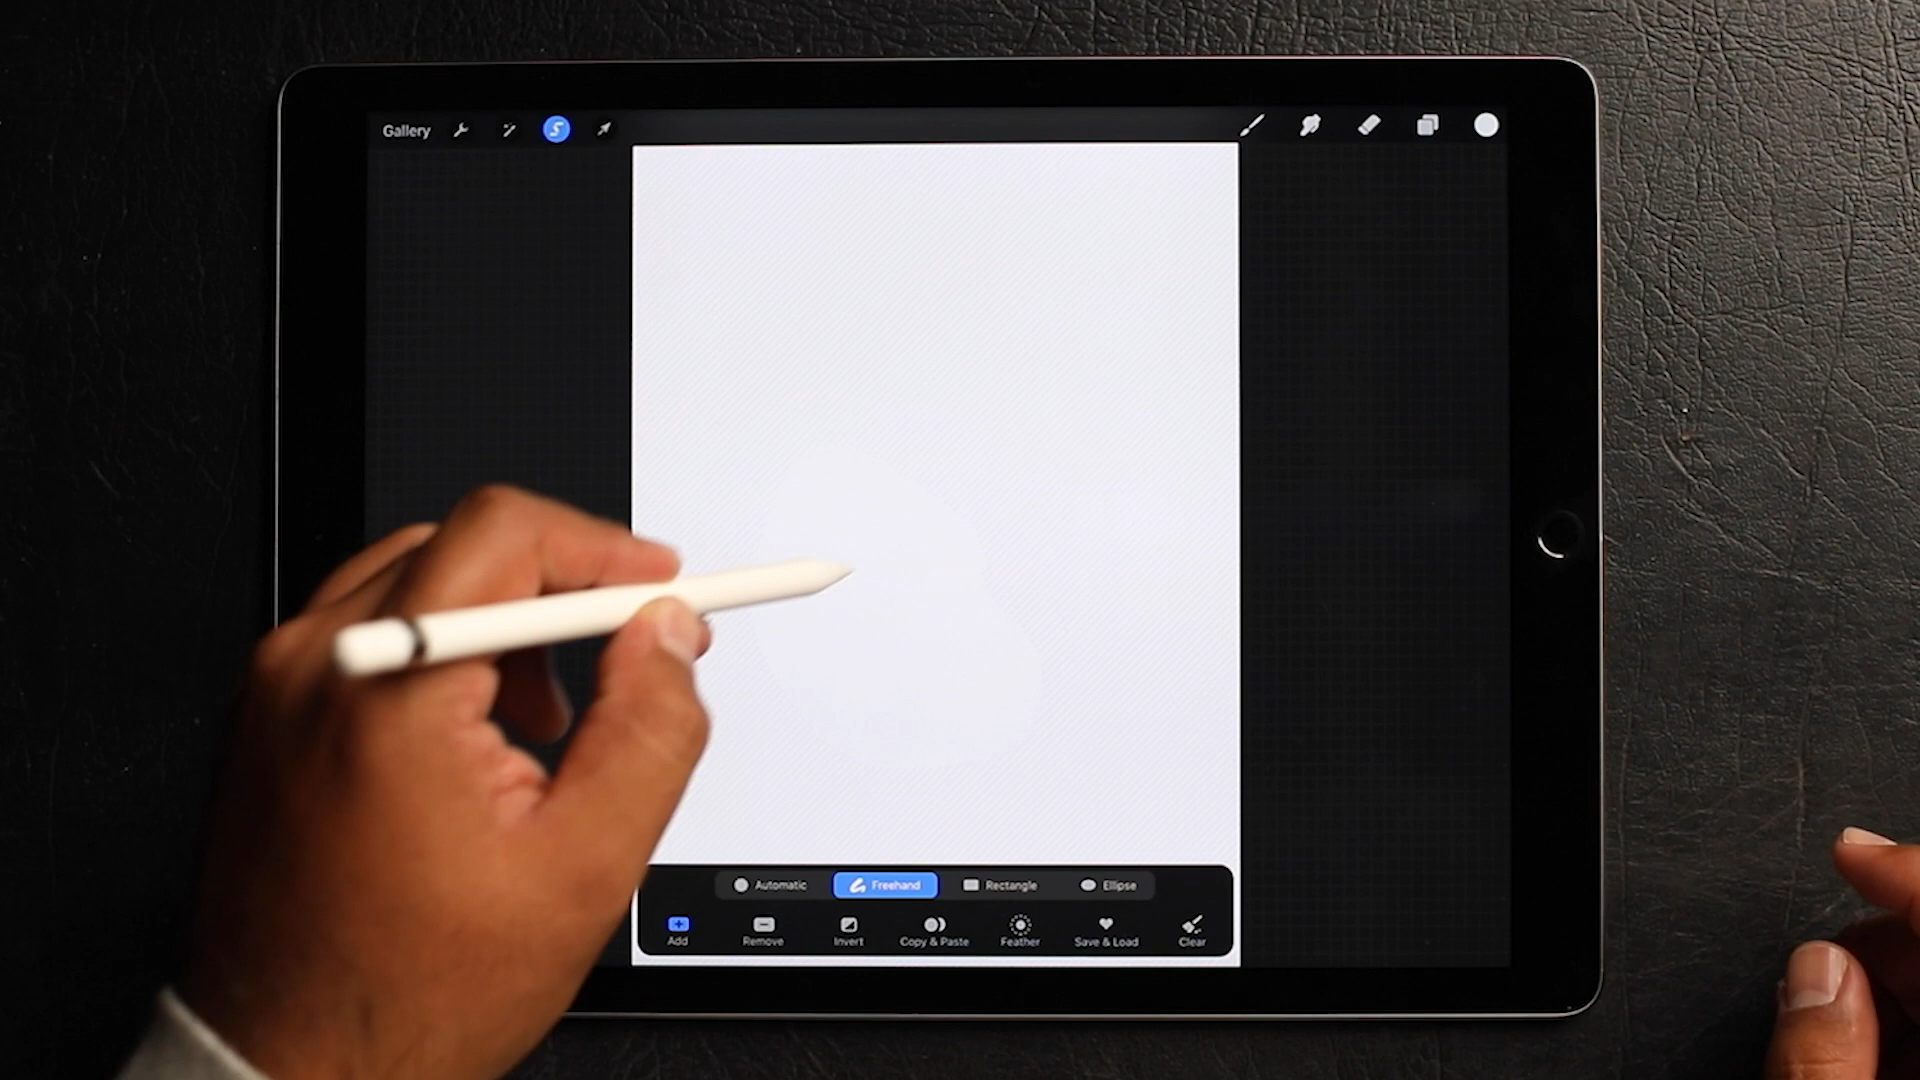 Gallery
Automatic Freehand Rectangle Ellipse
Add Remove Invert Copy & Paste Feather Save & Load Clear